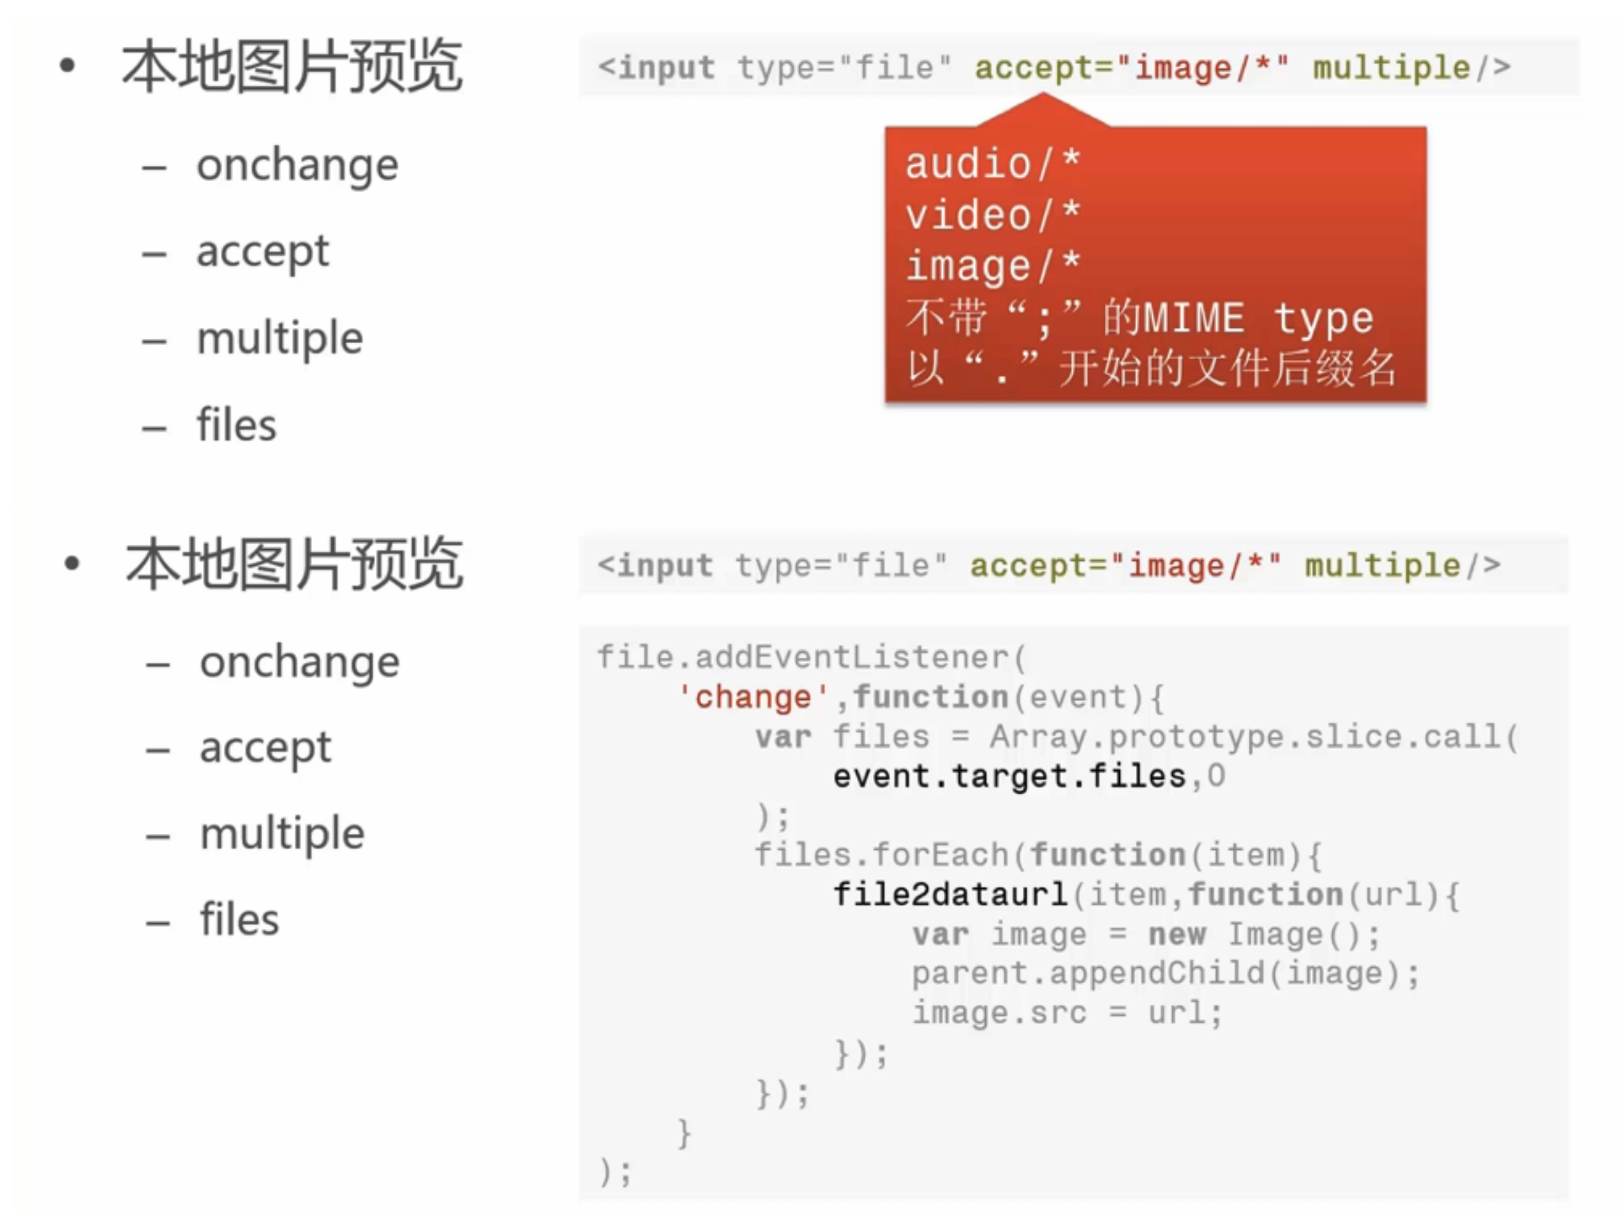 • 本地图片预览
– onchange
– accept
– multiple
– files
<input type="file" accept="image/*" multiple/>
audio/*
video/*
image/*
不带“;”的MIME type
以“.”开始的文件后缀名
• 本地图片预览
– onchange
– accept
– multiple
– files
<input type="file" accept="image/*" multiple/>
file.addEventListener(
'change',function(event){
var files = Array.prototype.slice.call(
event.target.files,0
);
files.forEach(function(item){
file2dataurl(item,function(url){
var image = new Image();
parent.appendChild(image);
image.src = url;
});
});
}
);